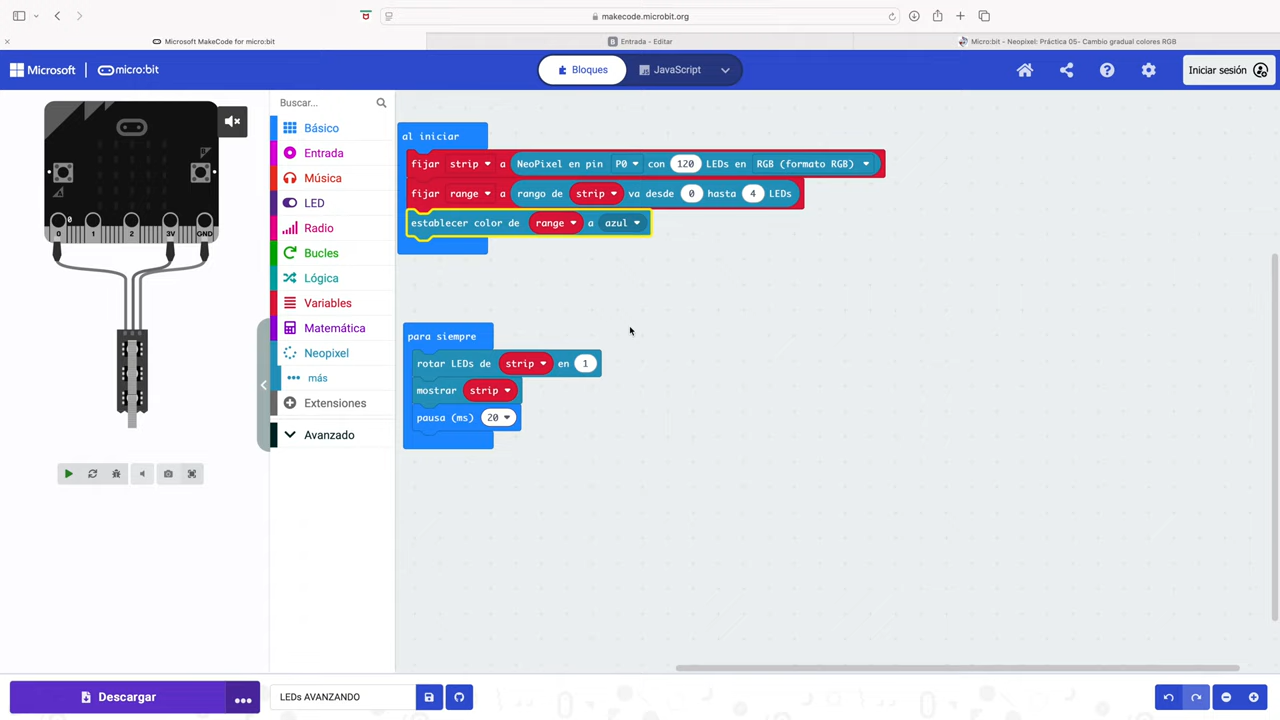 makecode.microbit.org
Microsoft MakeCode for micro:bit
Entrada - Editar
Micro:bit - Neopixel: Práctica 05- Cambio gradual colores RGB
Microsoft
micro:bit
Bloques
JavaScript
Iniciar sesión
0 1 2 3V GND
Buscar...
Básico
Entrada
Música
LED
Radio
Bucles
Lógica
Variables
Matemática
Neopixel
más
Extensiones
Avanzado
al iniciar
fijar strip a NeoPixel en pin P0 con 120 LEDs en RGB (formato RGB)
fijar range a rango de strip va desde 0 hasta 4 LEDs
establecer color de range a azul
para siempre
rotar LEDs de strip en 1
mostrar strip
pausa (ms) 20
Descargar
LEDs AVANZANDO